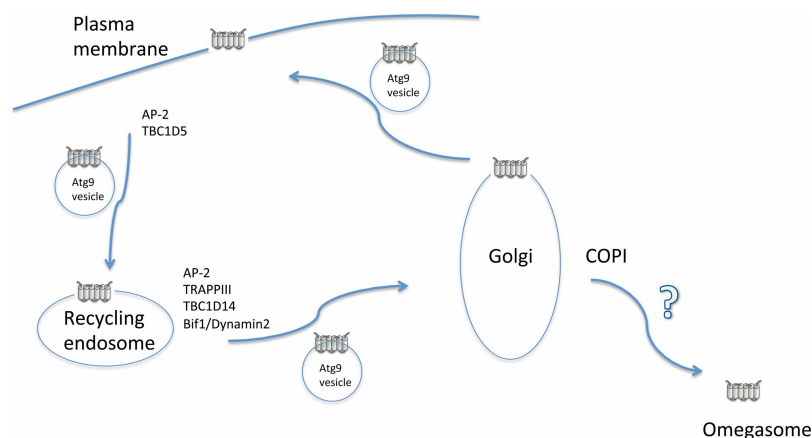 Plasma
membrane
Atg9
vesicle
AP-2
TBC1D5
Atg9
vesicle
Golgi
COPI
?
AP-2
TRAPPIII
TBC1D14
Bif1/Dynamin2
Recycling
endosome
Atg9
vesicle
Omegasome